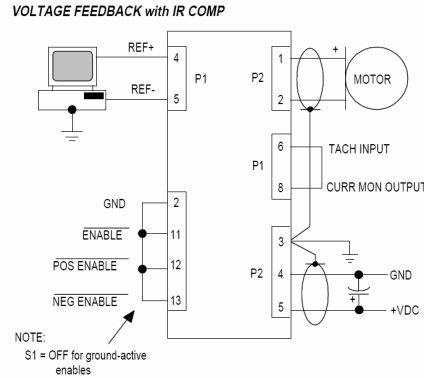 VOLTAGE FEEDBACK with IR COMP
REF+
4
P1
REF-
5
P2
1
2
+
MOTOR
P1
6
TACH INPUT
8
CURR MON OUTPUT
GND
2
ENABLE
11
POS ENABLE
12
NEG ENABLE
13
P2
3
4
GND
+
5
+VDC
NOTE:
S1 = OFF for ground-active
enables